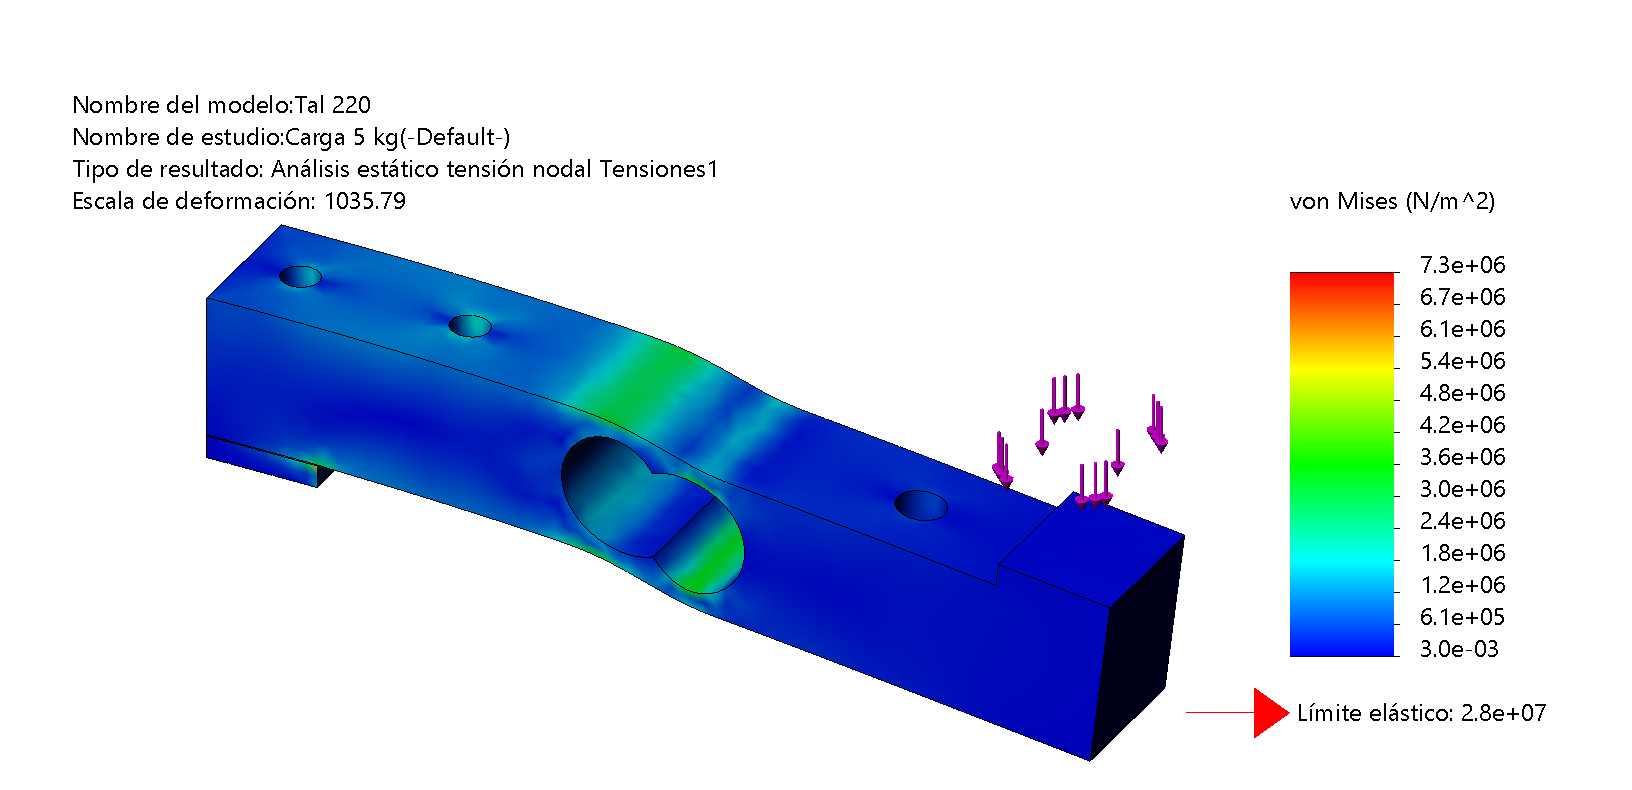 Nombre del modelo:Tal 220
Nombre de estudio:Carga 5 kg(-Default-)
Tipo de resultado: Análisis estático tensión nodal Tensiones1
Escala de deformación: 1035.79
von Mises (N/m^2)
7.3e+06
6.7e+06
6.1e+06
5.4e+06
4.8e+06
4.2e+06
3.6e+06
3.0e+06
2.4e+06
1.8e+06
1.2e+06
6.1e+05
3.0e-03
Límite elástico: 2.8e+07